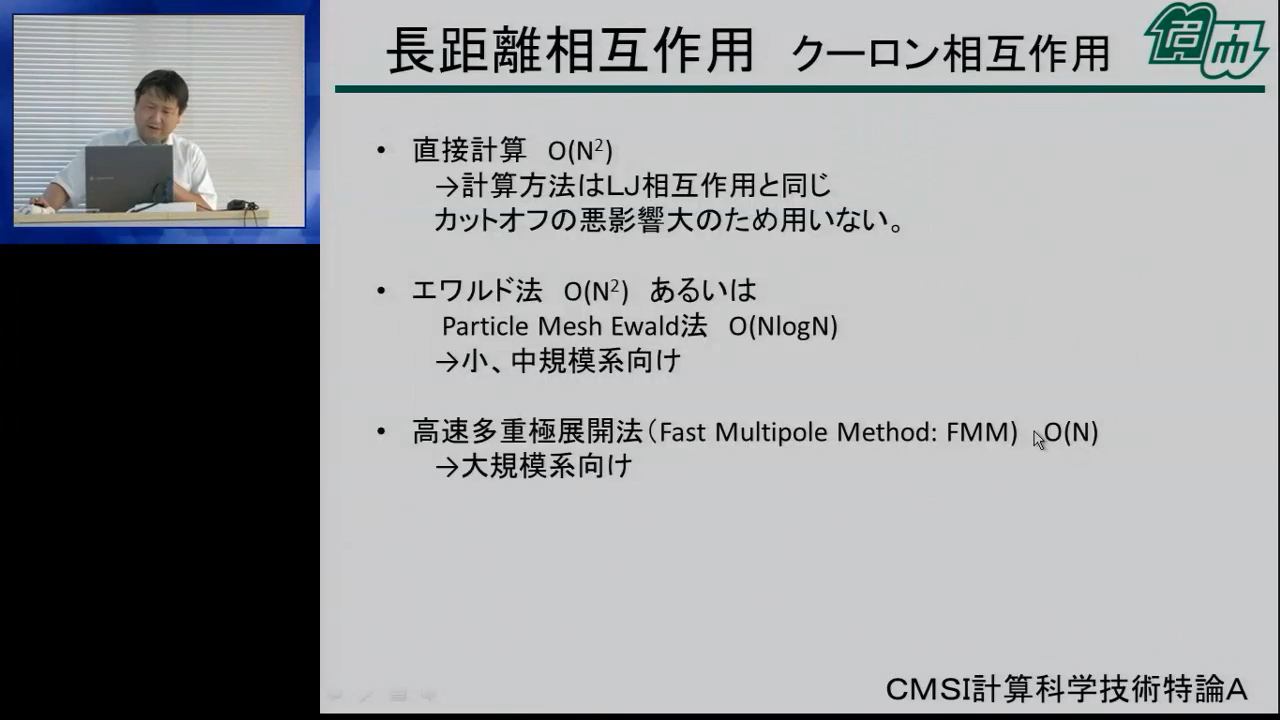 長距離相互作用 クーロン相互作用
• 直接計算 O(N²)
→計算方法はLJ相互作用と同じ
カットオフの悪影響大のため用いない。
• エワルド法 O(N²) あるいは
Particle Mesh Ewald法 O(NlogN)
→小、中規模系向け
• 高速多重極展開法（Fast Multipole Method: FMM） O(N)
→大規模系向け
CMSI計算科学技術特論A